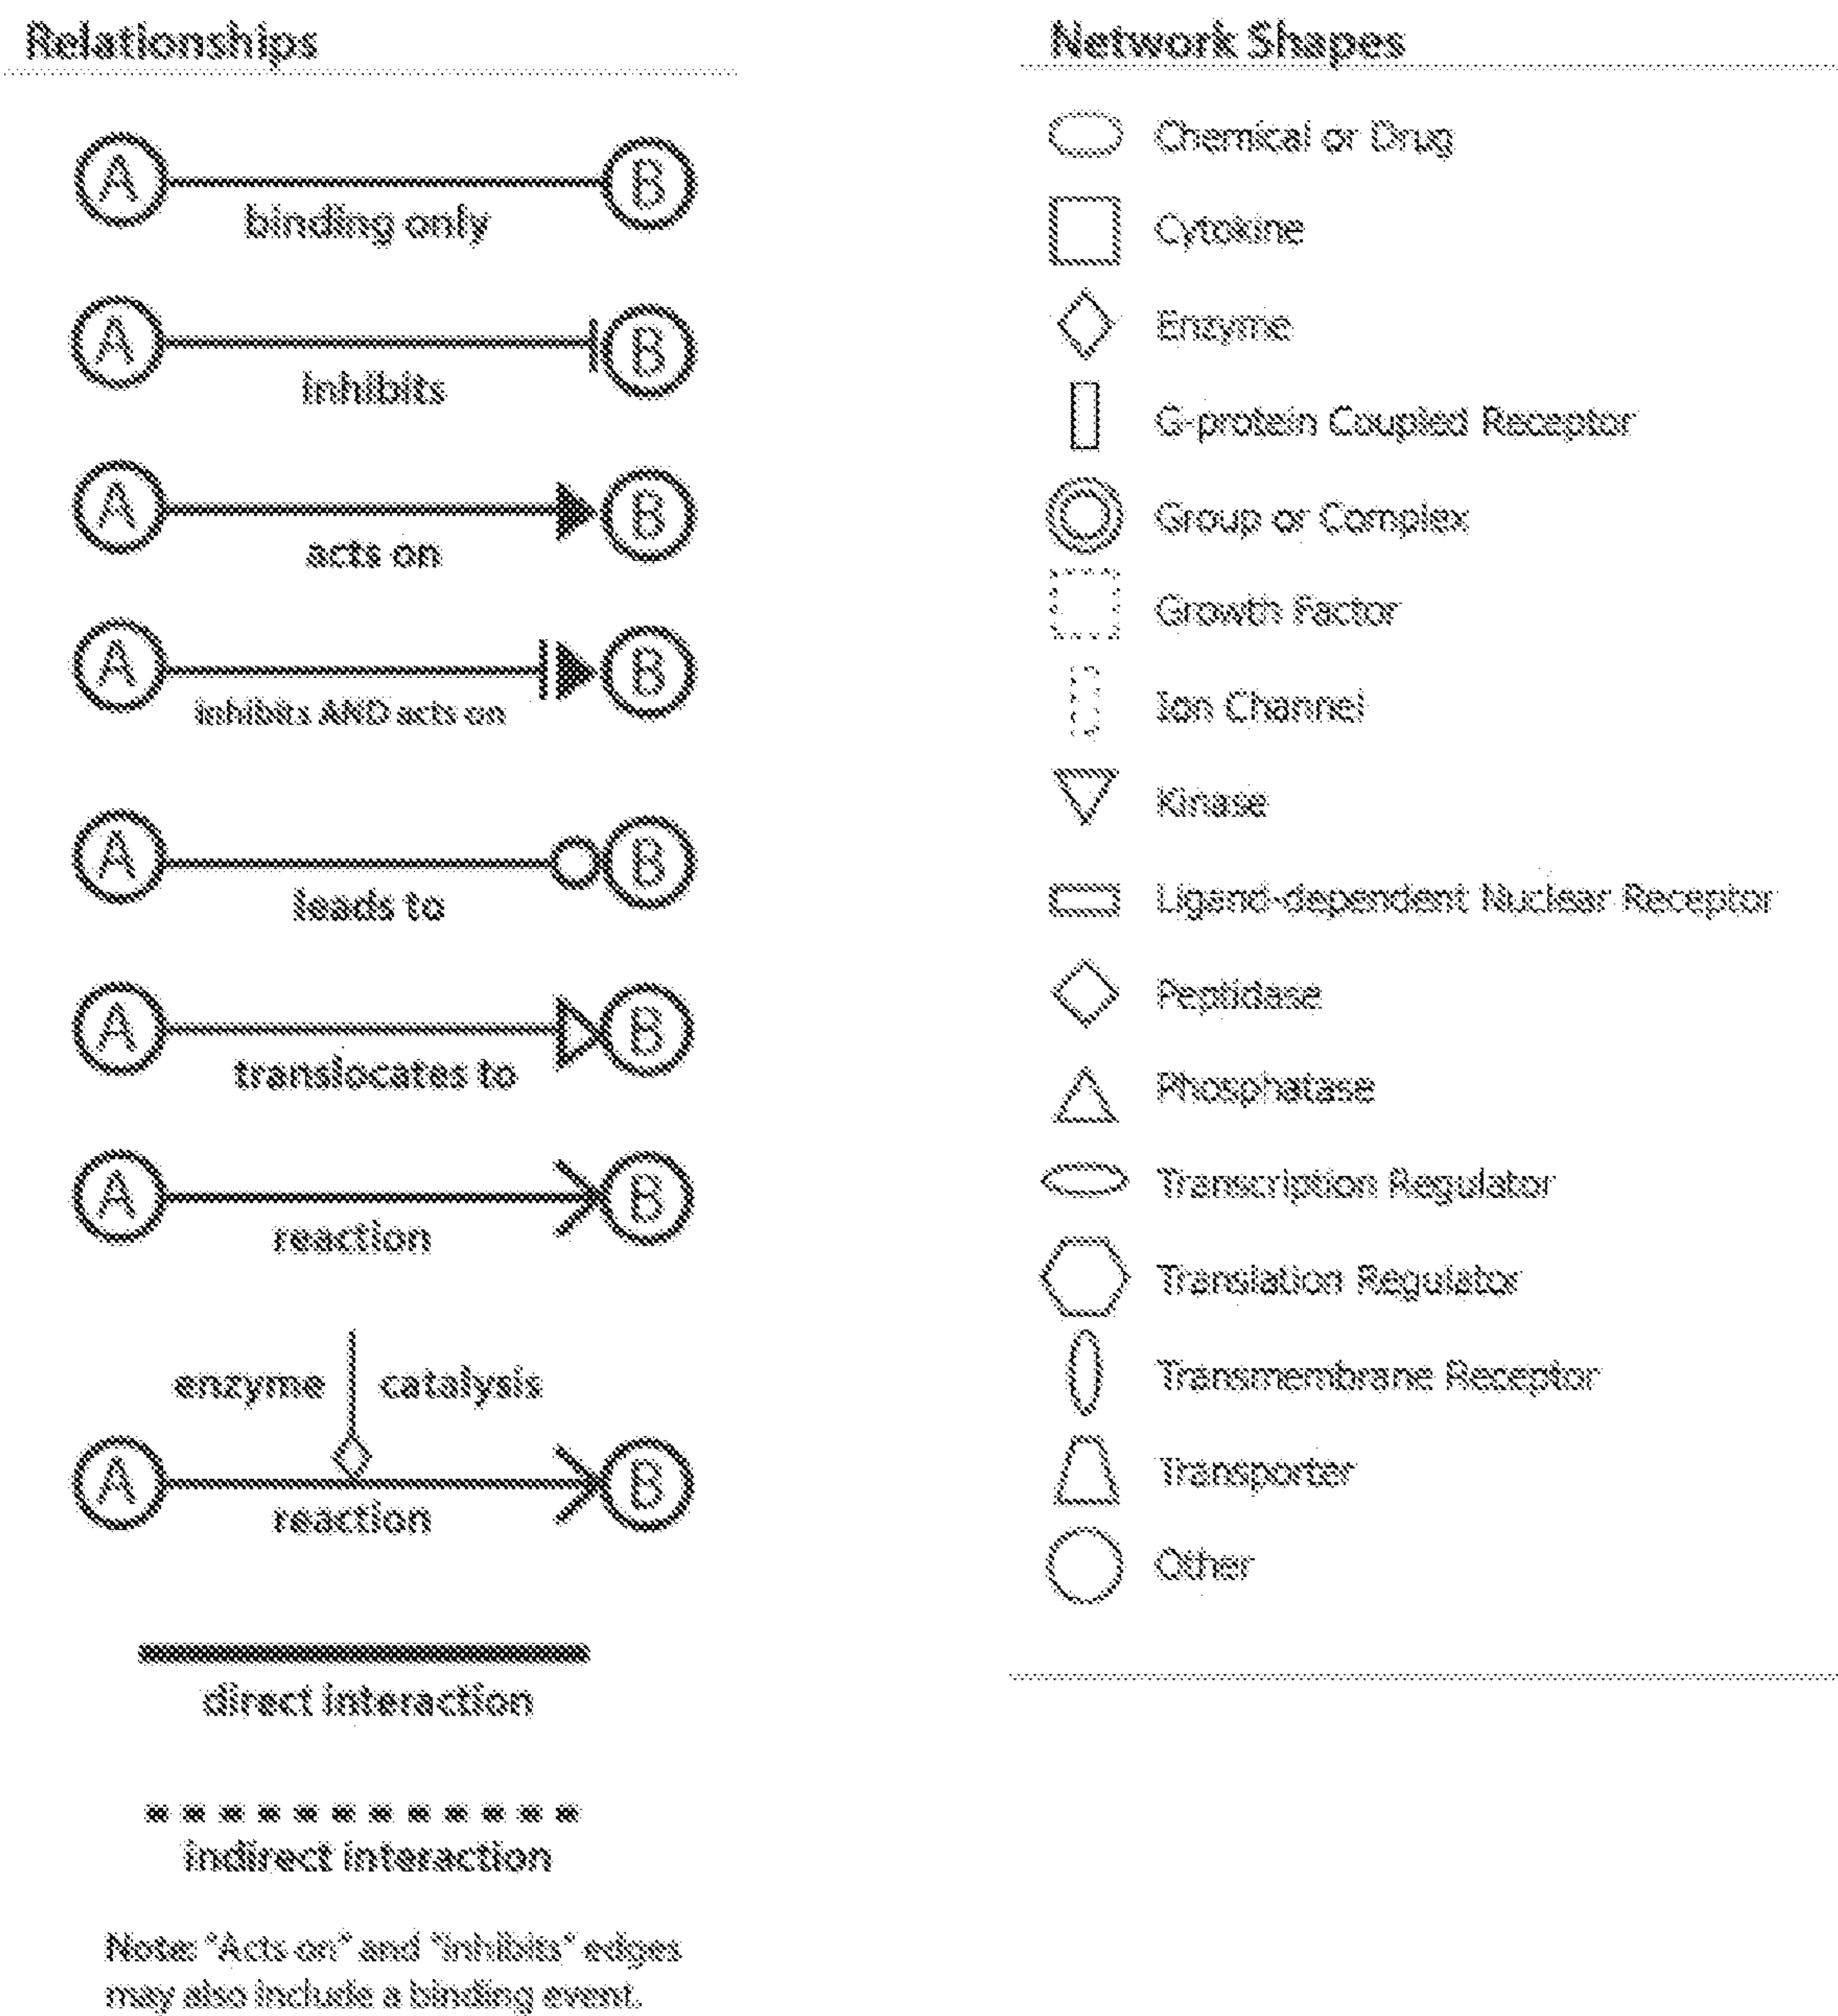 Relationships
A B
binding only
A B
inhibits
A B
acts on
A B
inhibits AND acts on
A B
leads to
A B
translocates to
A B
reaction
enzyme catalysis
A B
reaction
direct interaction
indirect interaction
Note: "Acts on" and "inhibits" edges
may also include a binding event.
Network Shapes
Chemical or Drug
Cytokine
Enzyme
G-protein Coupled Receptor
Group or Complex
Growth Factor
Ion Channel
Kinase
Ligand-dependent Nuclear Receptor
Peptidase
Phosphatase
Transcription Regulator
Translation Regulator
Transmembrane Receptor
Transporter
Other